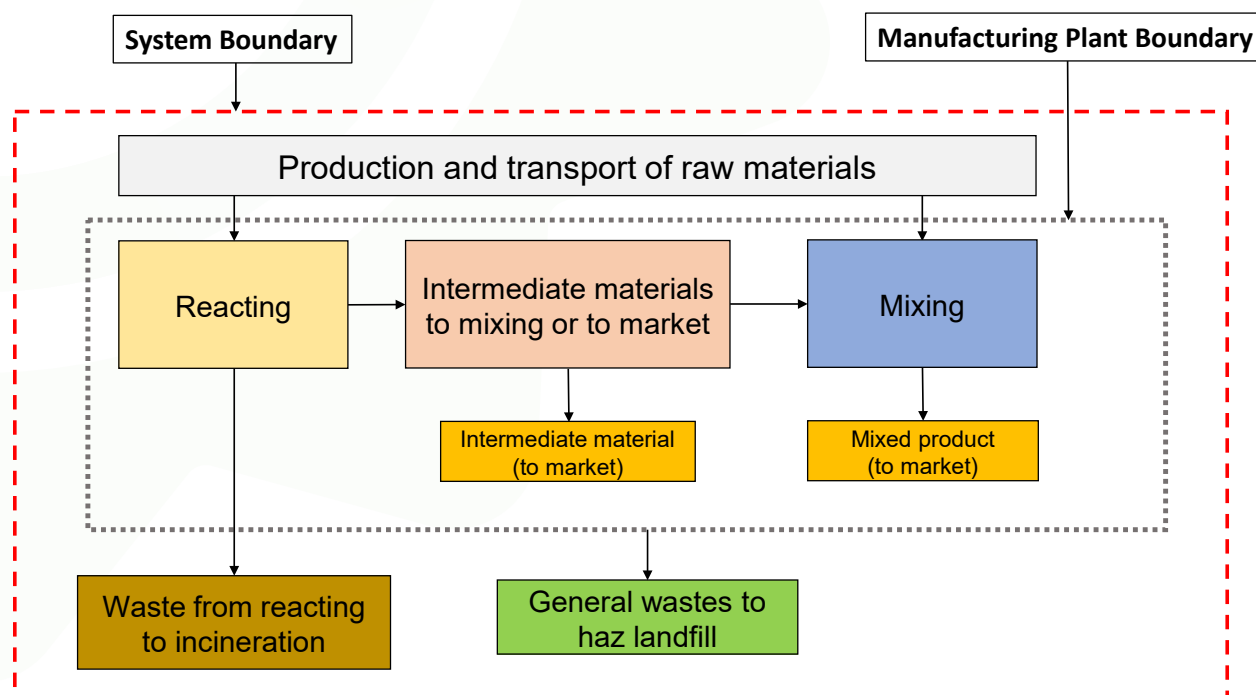 System Boundary
Manufacturing Plant Boundary
Production and transport of raw materials
Reacting
Intermediate materials
to mixing or to market
Mixing
Intermediate material
(to market)
Mixed product
(to market)
Waste from reacting
to incineration
General wastes to
haz landfill